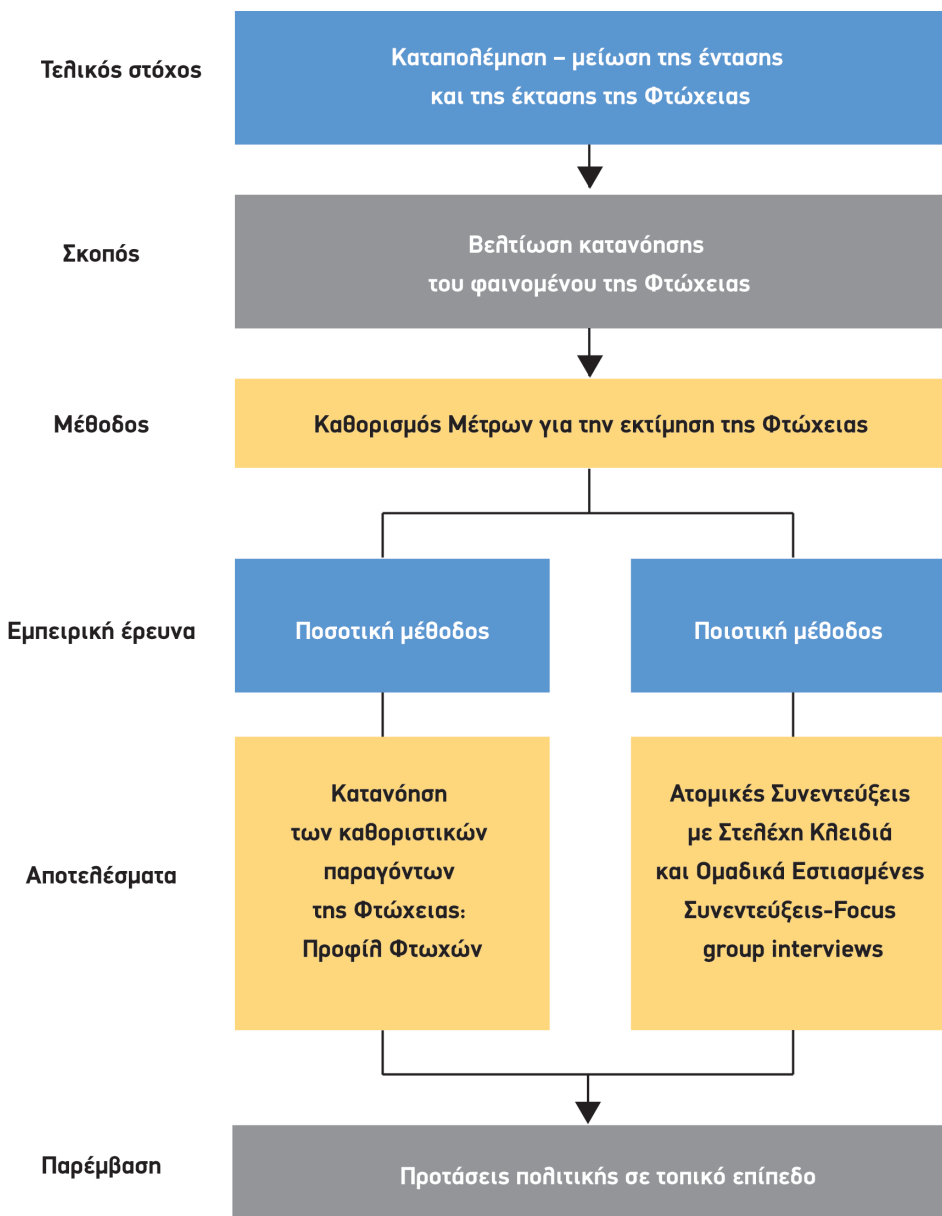 Τελικός στόχος
Καταπολέμηση – μείωση της έντασης
και της έκτασης της Φτώχειας
Σκοπός
Βελτίωση κατανόησης
του φαινομένου της Φτώχειας
Μέθοδος
Καθορισμός Μέτρων για την εκτίμηση της Φτώχειας
Εμπειρική έρευνα
Ποσοτική μέθοδος
Ποιοτική μέθοδος
Αποτελέσματα
Κατανόηση
των καθοριστικών
παραγόντων
της Φτώχειας:
Προφίλ Φτωχών
Ατομικές Συνεντεύξεις
με Στελέχη Κλειδιά
και Ομαδικά Εστιασμένες
Συνεντεύξεις-Focus
group interviews
Παρέμβαση
Προτάσεις πολιτικής σε τοπικό επίπεδο